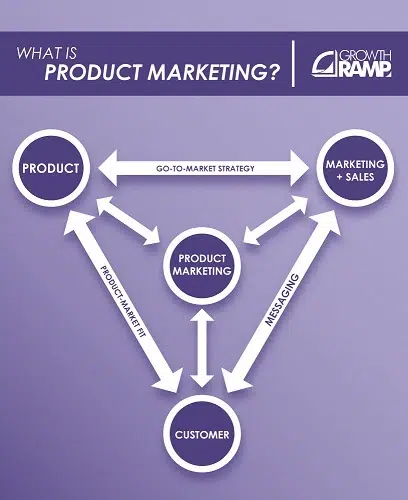 WHAT IS
PRODUCT MARKETING?
GROWTH
RAMP
PRODUCT
GO-TO-MARKET STRATEGY
MARKETING
+ SALES
PRODUCT
MARKETING
PRODUCT-MARKET FIT
MESSAGING
CUSTOMER